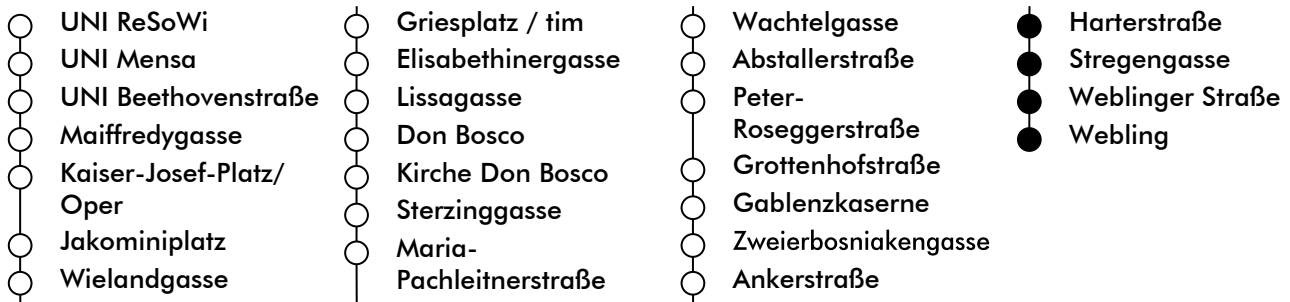 UNI ReSoWi
UNI Mensa
UNI Beethovenstraße
Maiffredygasse
Kaiser-Josef-Platz/
Oper
Jakominiplatz
Wielandgasse
Griesplatz / tim
Elisabethinergasse
Lissagasse
Don Bosco
Kirche Don Bosco
Sterzinggasse
Maria-
Pachleitnerstraße
Wachtelgasse
Abstallerstraße
Peter-
Roseggerstraße
Grottenhofstraße
Gablenzkaserne
Zweierbosniakengasse
Ankerstraße
Harterstraße
Stregengasse
Weblinger Straße
Webling